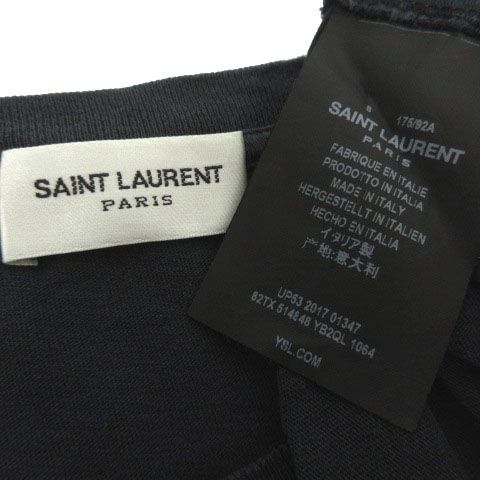 SAINT LAURENT
PARIS
S 175/92A
SAINT LAURENT
PARIS
FABRIQUE EN ITALIE
PRODOTTO IN ITALIA
MADE IN ITALY
HERGESTELLT IN ITALIEN
HECHO EN ITALIA
イタリア製
产地:意大利
UP53 2017 01347
62TX 514848 YB2QL 1064
YSL.COM